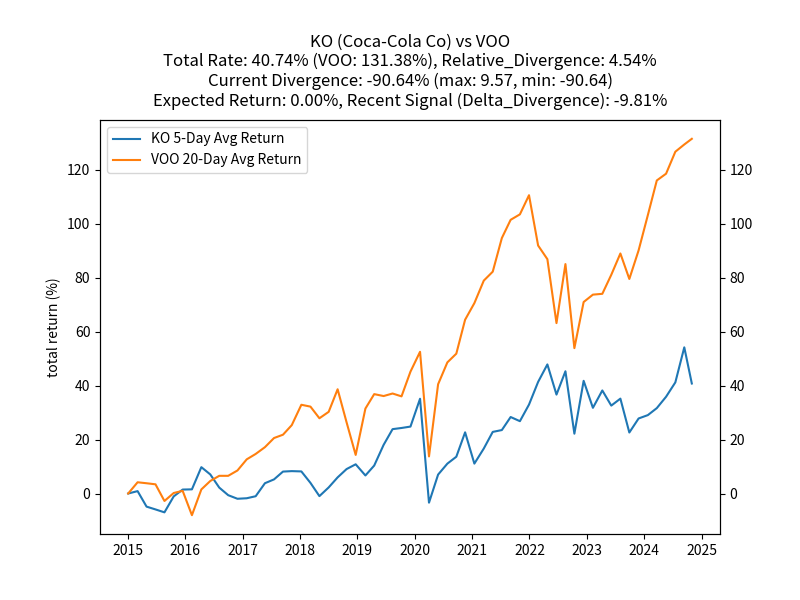 KO (Coca-Cola Co) vs VOO
Total Rate: 40.74% (VOO: 131.38%), Relative_Divergence: 4.54%
Current Divergence: -90.64% (max: 9.57, min: -90.64)
Expected Return: 0.00%, Recent Signal (Delta_Divergence): -9.81%
KO 5-Day Avg Return
VOO 20-Day Avg Return
total return (%)
120 120
100 100
80 80
60 60
40 40
20 20
0 0
2015 2016 2017 2018 2019 2020 2021 2022 2023 2024 2025